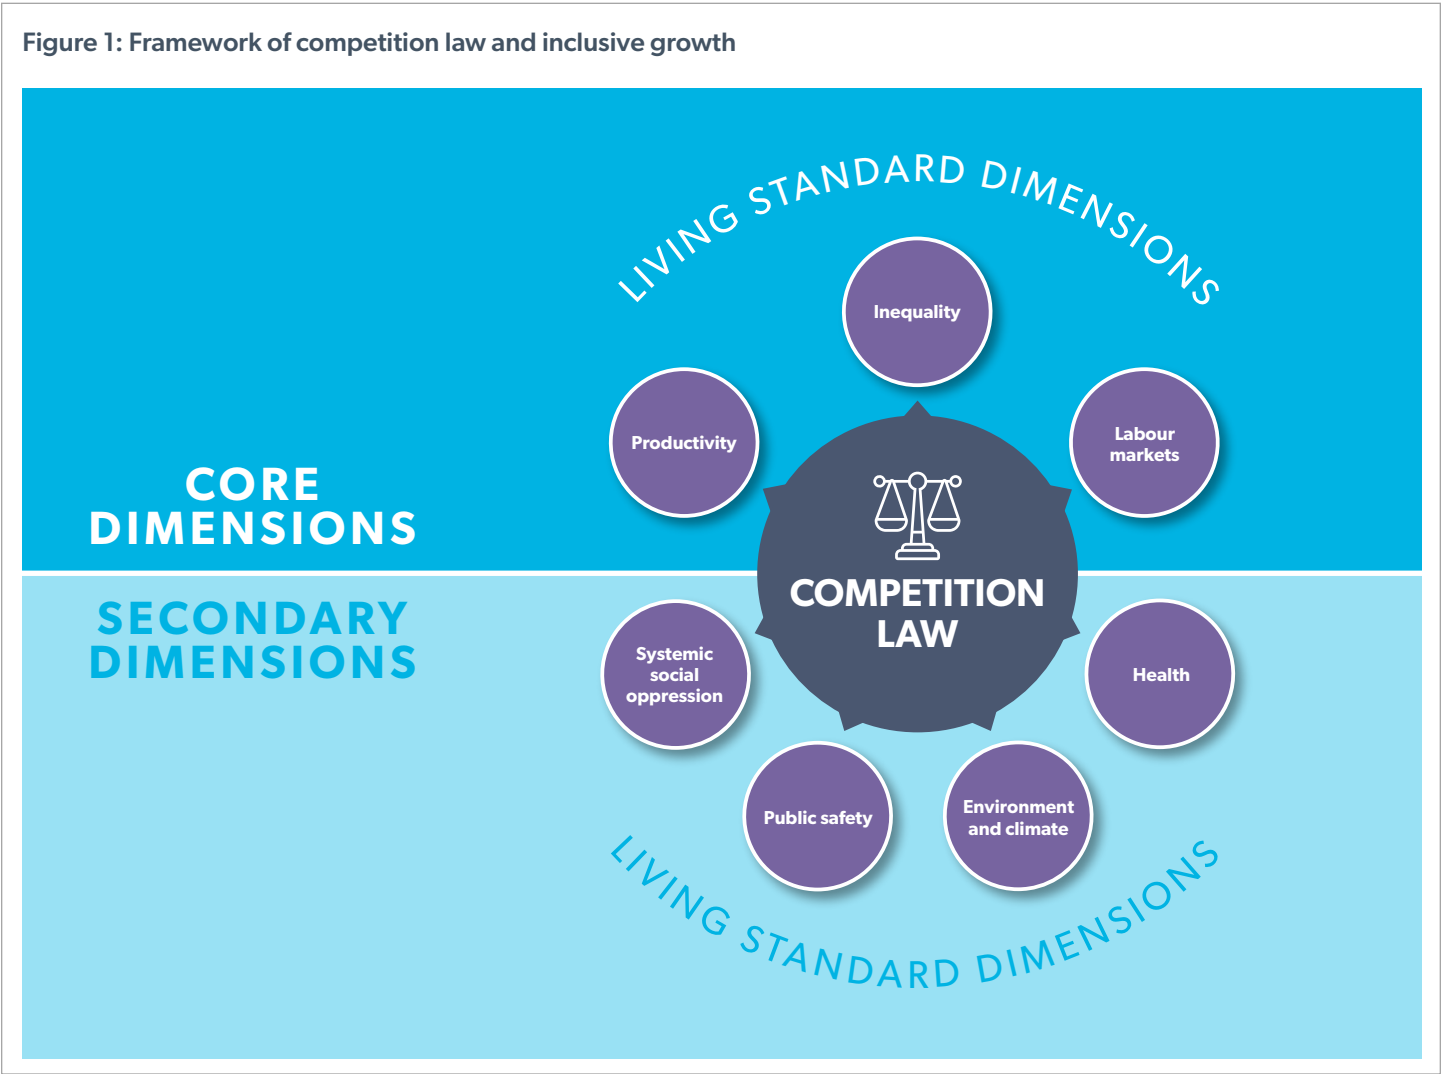 Figure 1: Framework of competition law and inclusive growth
LIVING STANDARD DIMENSIONS
Inequality
Productivity
Labour
markets
CORE
DIMENSIONS
COMPETITION
LAW
SECONDARY
DIMENSIONS
Systemic
social
oppression
Health
Public safety
Environment
and climate
LIVING STANDARD DIMENSIONS